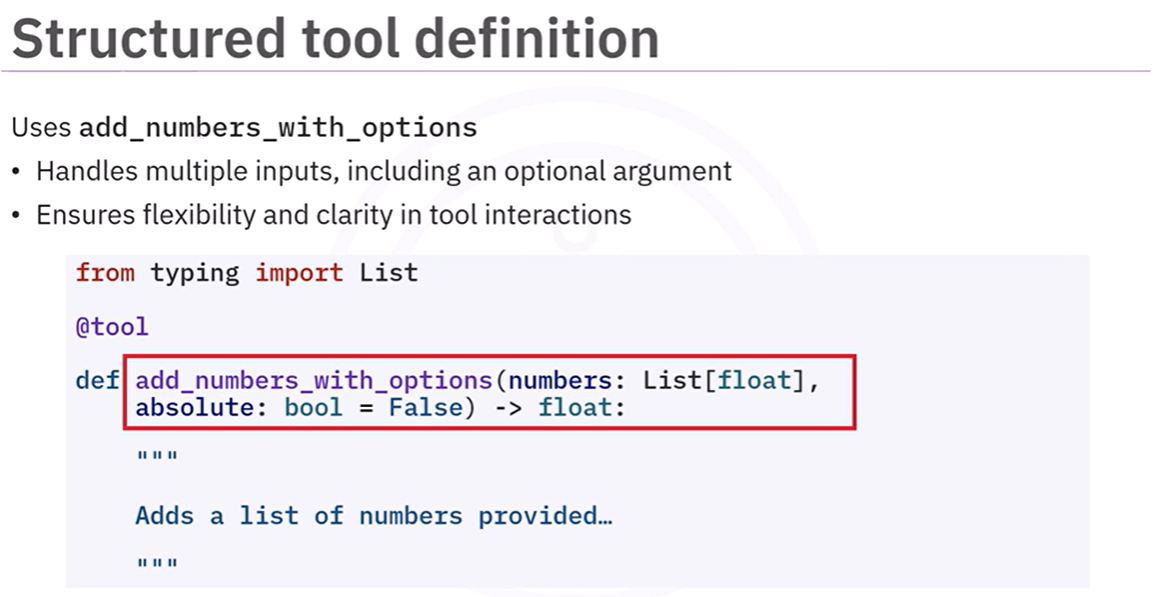 Structured tool definition
Uses add_numbers_with_options
• Handles multiple inputs, including an optional argument
• Ensures flexibility and clarity in tool interactions
from typing import List
@tool
def add_numbers_with_options(numbers: List[float],
absolute: bool = False) -> float:
"""
Adds a list of numbers provided…
"""